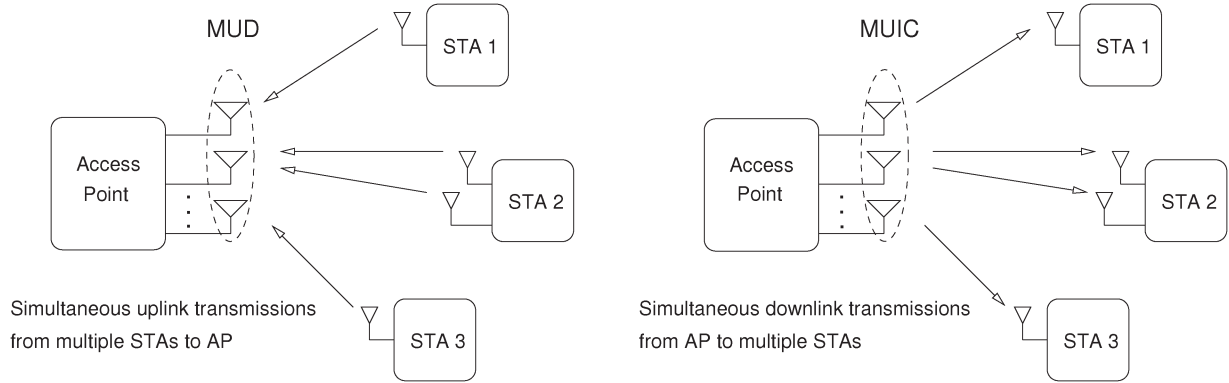 MUD
STA 1
Access
Point
STA 2
STA 3
Simultaneous uplink transmissions
from multiple STAs to AP
MUIC
STA 1
Access
Point
STA 2
STA 3
Simultaneous downlink transmissions
from AP to multiple STAs